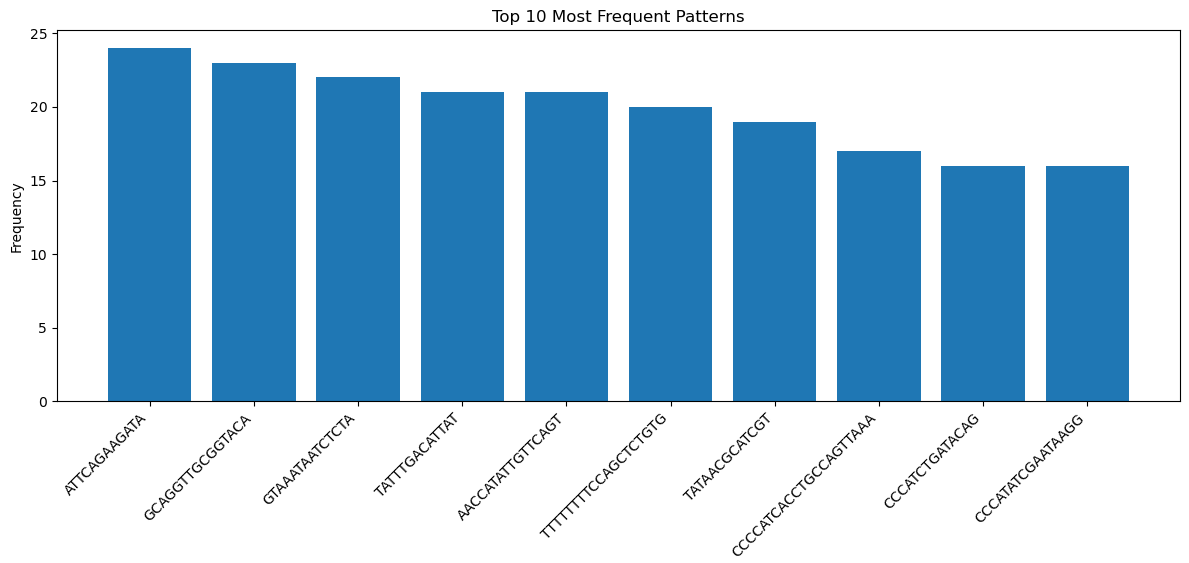 Top 10 Most Frequent Patterns
Frequency
25
20
15
10
5
0
ATTCAGAAGATA
GCAGGTTGCGGTACA
GTAAATAATCTCTA
TATTTGACATTAT
AACCATATTGTTCAGT
TTTTTTTTCCAGCTCTGTG
TATAACGCATCGT
CCCCATCACCTGCCAGTTAAA
CCCATCTGATACAG
CCCATATCGAATAAGG